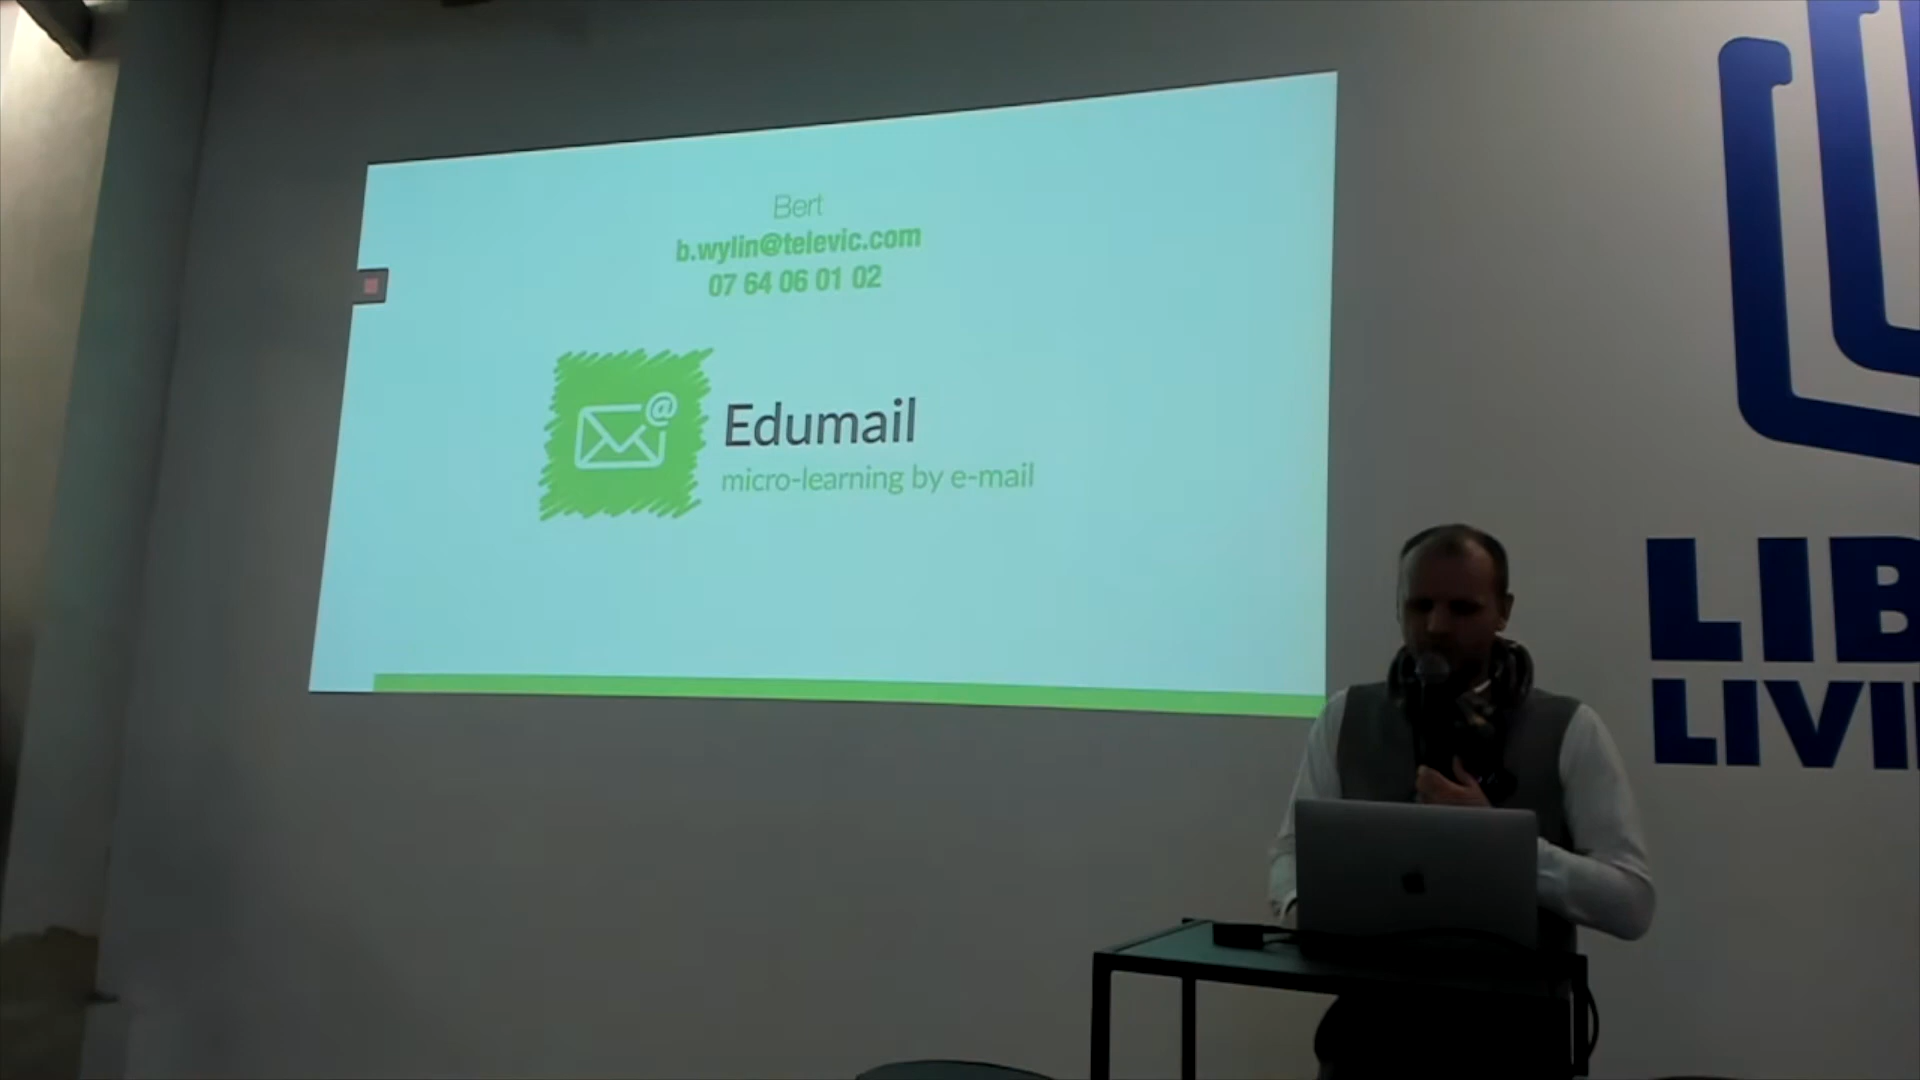 Bert
b.wylin@televic.com
07 64 06 01 02
@
Edumail
micro-learning by e-mail
LIB
LIVI